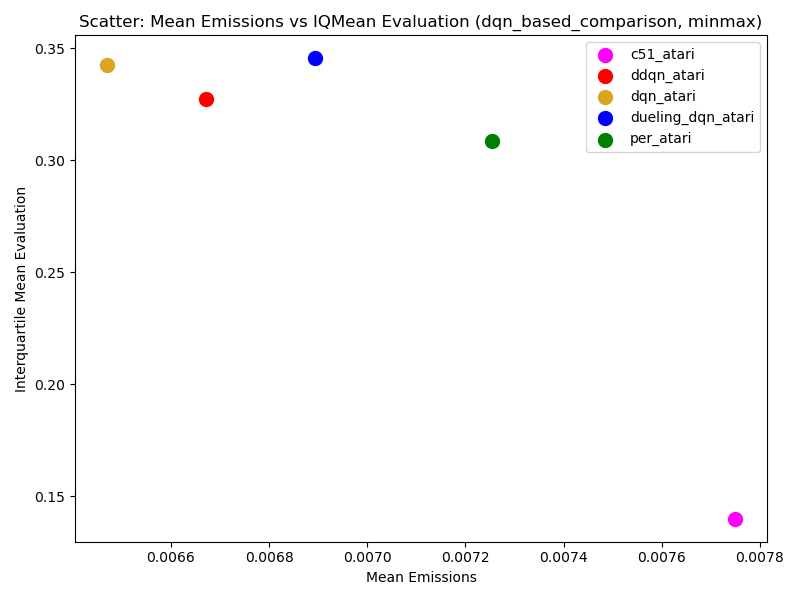 Scatter: Mean Emissions vs IQMean Evaluation (dqn_based_comparison, minmax)
c51_atari
ddqn_atari
dqn_atari
dueling_dqn_atari
per_atari
Interquartile Mean Evaluation
0.35
0.30
0.25
0.20
0.15
0.0066
0.0068
0.0070
0.0072
0.0074
0.0076
0.0078
Mean Emissions